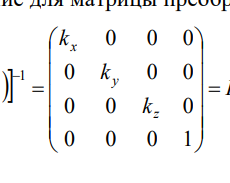 ие для матрицы преобр
)]⁻¹ = ( kₓ 0 0 0
0 k_y 0 0
0 0 k_z 0
0 0 0 1 ) =